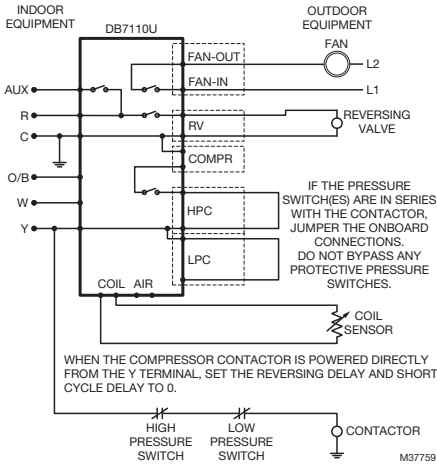 INDOOR
EQUIPMENT
OUTDOOR
EQUIPMENT
DB7110U
FAN
FAN-OUT
L2
FAN-IN
L1
AUX
R
RV
REVERSING
VALVE
C
COMPR
O/B
W
HPC
Y
LPC
IF THE PRESSURE
SWITCH(ES) ARE IN SERIES
WITH THE CONTACTOR,
JUMPER THE ONBOARD
CONNECTIONS.
DO NOT BYPASS ANY
PROTECTIVE PRESSURE
SWITCHES.
COIL AIR
COIL
SENSOR
WHEN THE COMPRESSOR CONTACTOR IS POWERED DIRECTLY
FROM THE Y TERMINAL, SET THE REVERSING DELAY AND SHORT
CYCLE DELAY TO 0.
HIGH
PRESSURE
SWITCH
LOW
PRESSURE
SWITCH
CONTACTOR
M37759